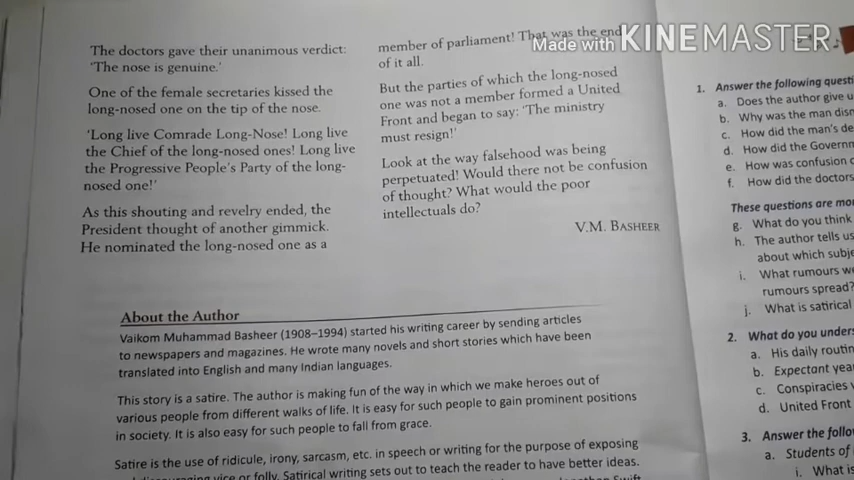 The doctors gave their unanimous verdict:
'The nose is genuine.'
One of the female secretaries kissed the
long-nosed one on the tip of the nose.
'Long live Comrade Long-Nose! Long live
the Chief of the long-nosed ones! Long live
the Progressive People's Party of the long-
nosed one!'
As this shouting and revelry ended, the
President thought of another gimmick.
He nominated the long-nosed one as a
member of parliament! That was the end
of it all.
But the parties of which the long-nosed
one was not a member formed a United
Front and began to say: 'The ministry
must resign!'
Look at the way falsehood was being
perpetuated! Would there not be confusion
of thought? What would the poor
intellectuals do?
V.M. BASHEER
About the Author
Vaikom Muhammad Basheer (1908–1994) started his writing career by sending articles
to newspapers and magazines. He wrote many novels and short stories which have been
translated into English and many Indian languages.
This story is a satire. The author is making fun of the way in which we make heroes out of
various people from different walks of life. It is easy for such people to gain prominent positions
in society. It is also easy for such people to fall from grace.
Satire is the use of ridicule, irony, sarcasm, etc. in speech or writing for the purpose of exposing
vice or folly. Satirical writing sets out to teach the reader to have better ideas.
Made with KINEMASTER
1. Answer the following
a. Does the author give
b. Why was the man
c. How did the man's
d. How did the
e. How was confusion
f. How did the doctors
These questions are
g. What do you think
h. The author tells us
about which
i. What rumours
rumours spread?
j. What is satirical
2. What do you
a. His daily
b. Expectant
c. Conspiracies
d. United Front
3. Answer the
a. Students of
i. What is